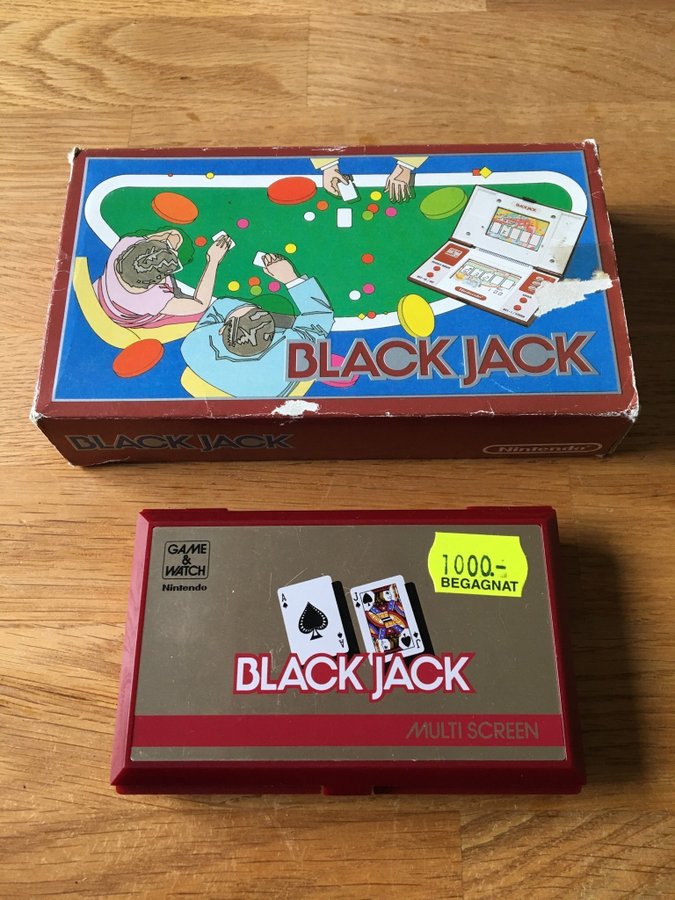 BLACK JACK
BLACK JACK
Nintendo
GAME
&
WATCH
Nintendo
1000.-
BEGAGNAT
A
A
J
J
BLACK JACK
MULTI SCREEN